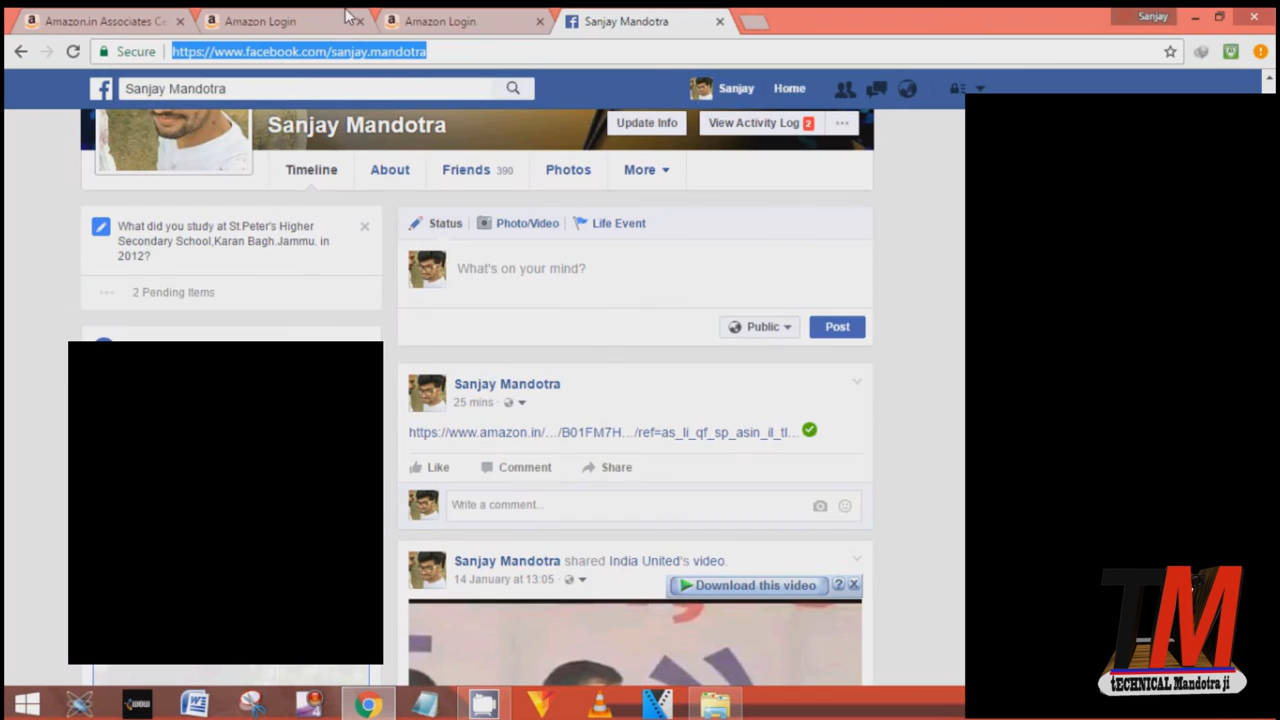 Amazon.in Associates Ce
Amazon Login
Amazon Login
Sanjay Mandotra
Sanjay
Secure
https://www.facebook.com/sanjay.mandotra
Sanjay Mandotra
Sanjay
Home
Sanjay Mandotra
Update Info
View Activity Log 2
Timeline
About
Friends 390
Photos
More
What did you study at St.Peter's Higher
Secondary School,Karan Bagh.Jammu. in
2012?
2 Pending Items
Status
Photo/Video
Life Event
What's on your mind?
Public
Post
Sanjay Mandotra
25 mins
https://www.amazon.in/.../B01FM7H.../ref=as_li_qf_sp_asin_il_tl...
Like
Comment
Share
Write a comment...
Sanjay Mandotra shared India United's video.
14 January at 13:05
Download this video
TM
tECHNICAL Mandotra ji